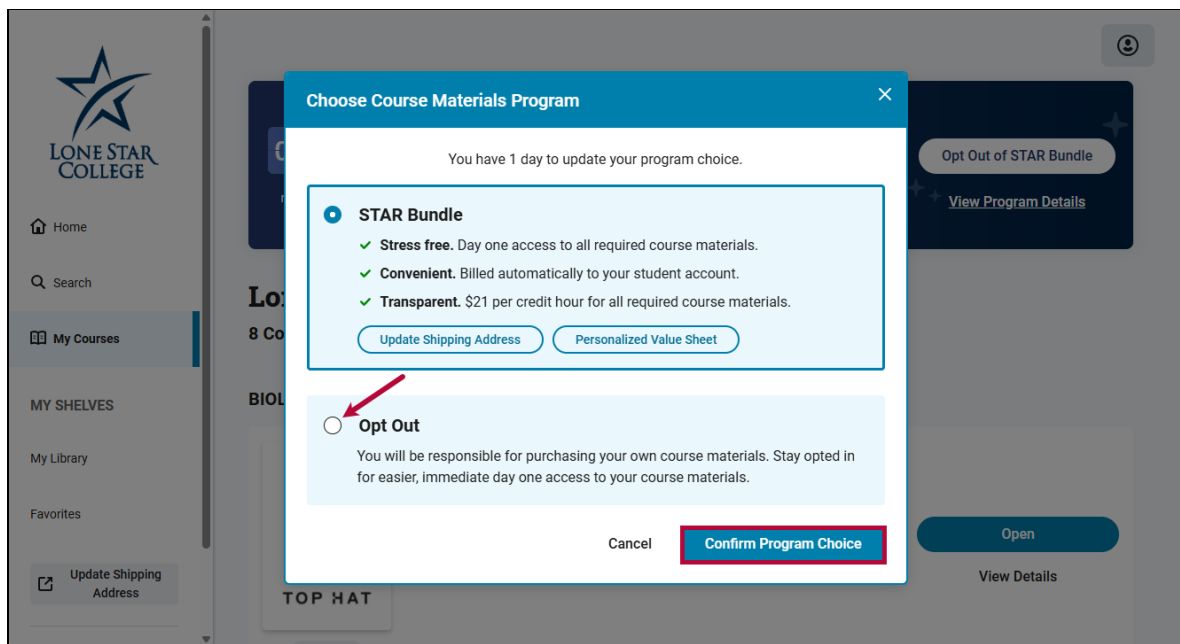 LONE STAR
COLLEGE
Home
Search
My Courses
MY SHELVES
My Library
Favorites
Update Shipping
Address
Choose Course Materials Program
You have 1 day to update your program choice.
STAR Bundle
Stress free. Day one access to all required course materials.
Convenient. Billed automatically to your student account.
Transparent. $21 per credit hour for all required course materials.
Update Shipping Address
Personalized Value Sheet
Opt Out
You will be responsible for purchasing your own course materials. Stay opted in
for easier, immediate day one access to your course materials.
Cancel
Confirm Program Choice
Opt Out of STAR Bundle
View Program Details
8 Co
BIOL
TOP HAT
Open
View Details